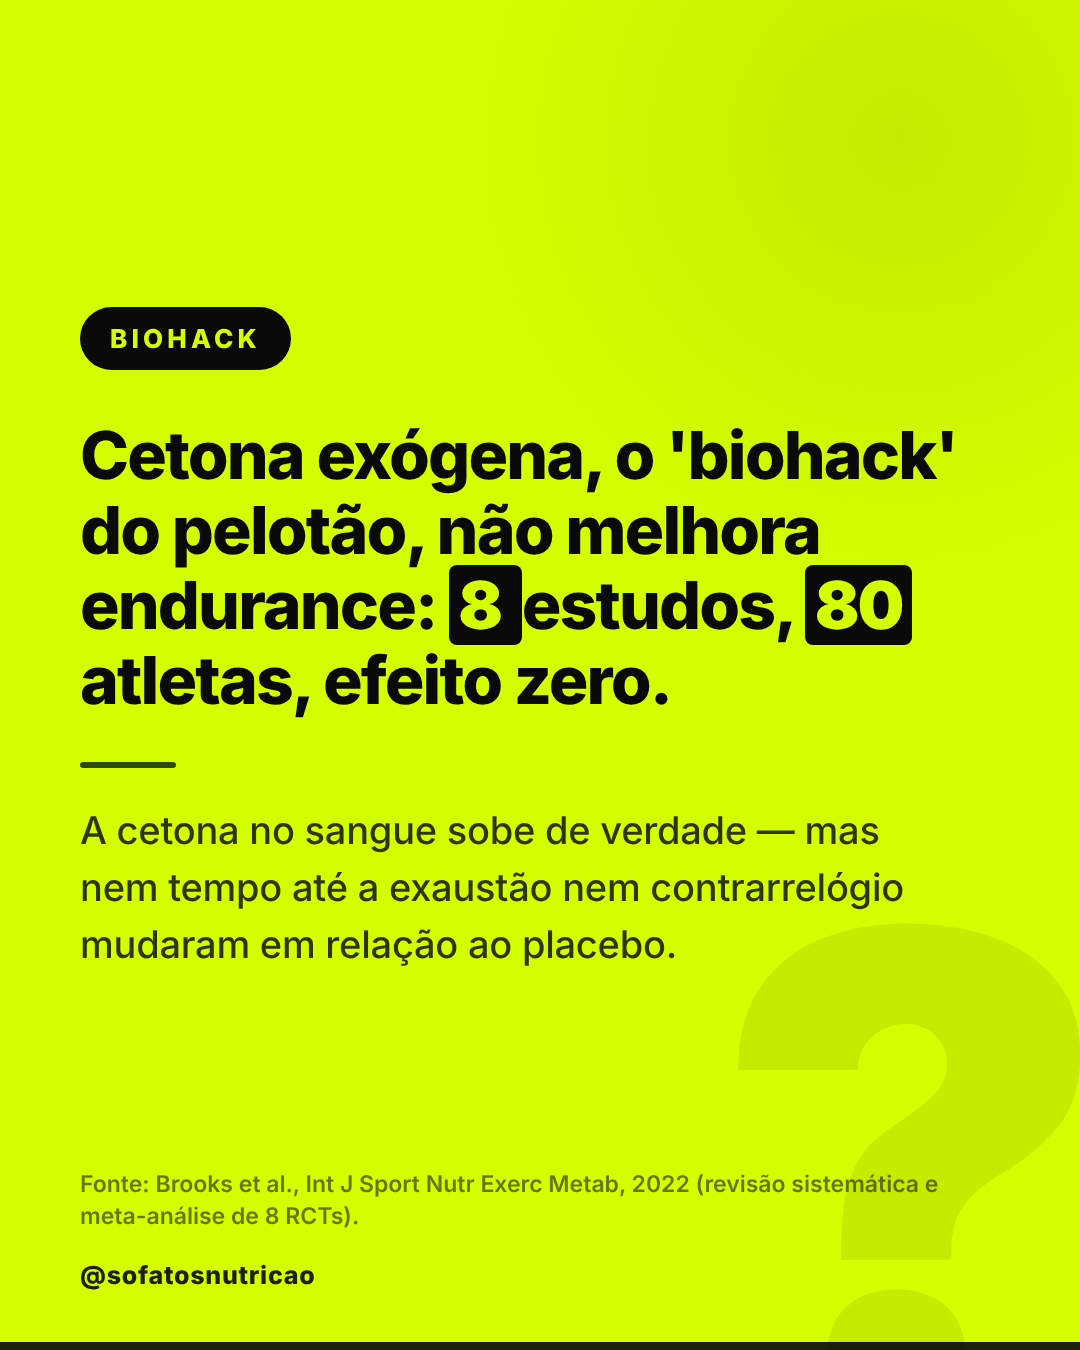 BIOHACK
Cetona exógena, o 'biohack'
do pelotão, não melhora
endurance: 8 estudos, 80
atletas, efeito zero.
A cetona no sangue sobe de verdade — mas
nem tempo até a exaustão nem contrarrelógio
mudaram em relação ao placebo.
Fonte: Brooks et al., Int J Sport Nutr Exerc Metab, 2022 (revisão sistemática e
meta-análise de 8 RCTs).
@sofatosnutricao
?